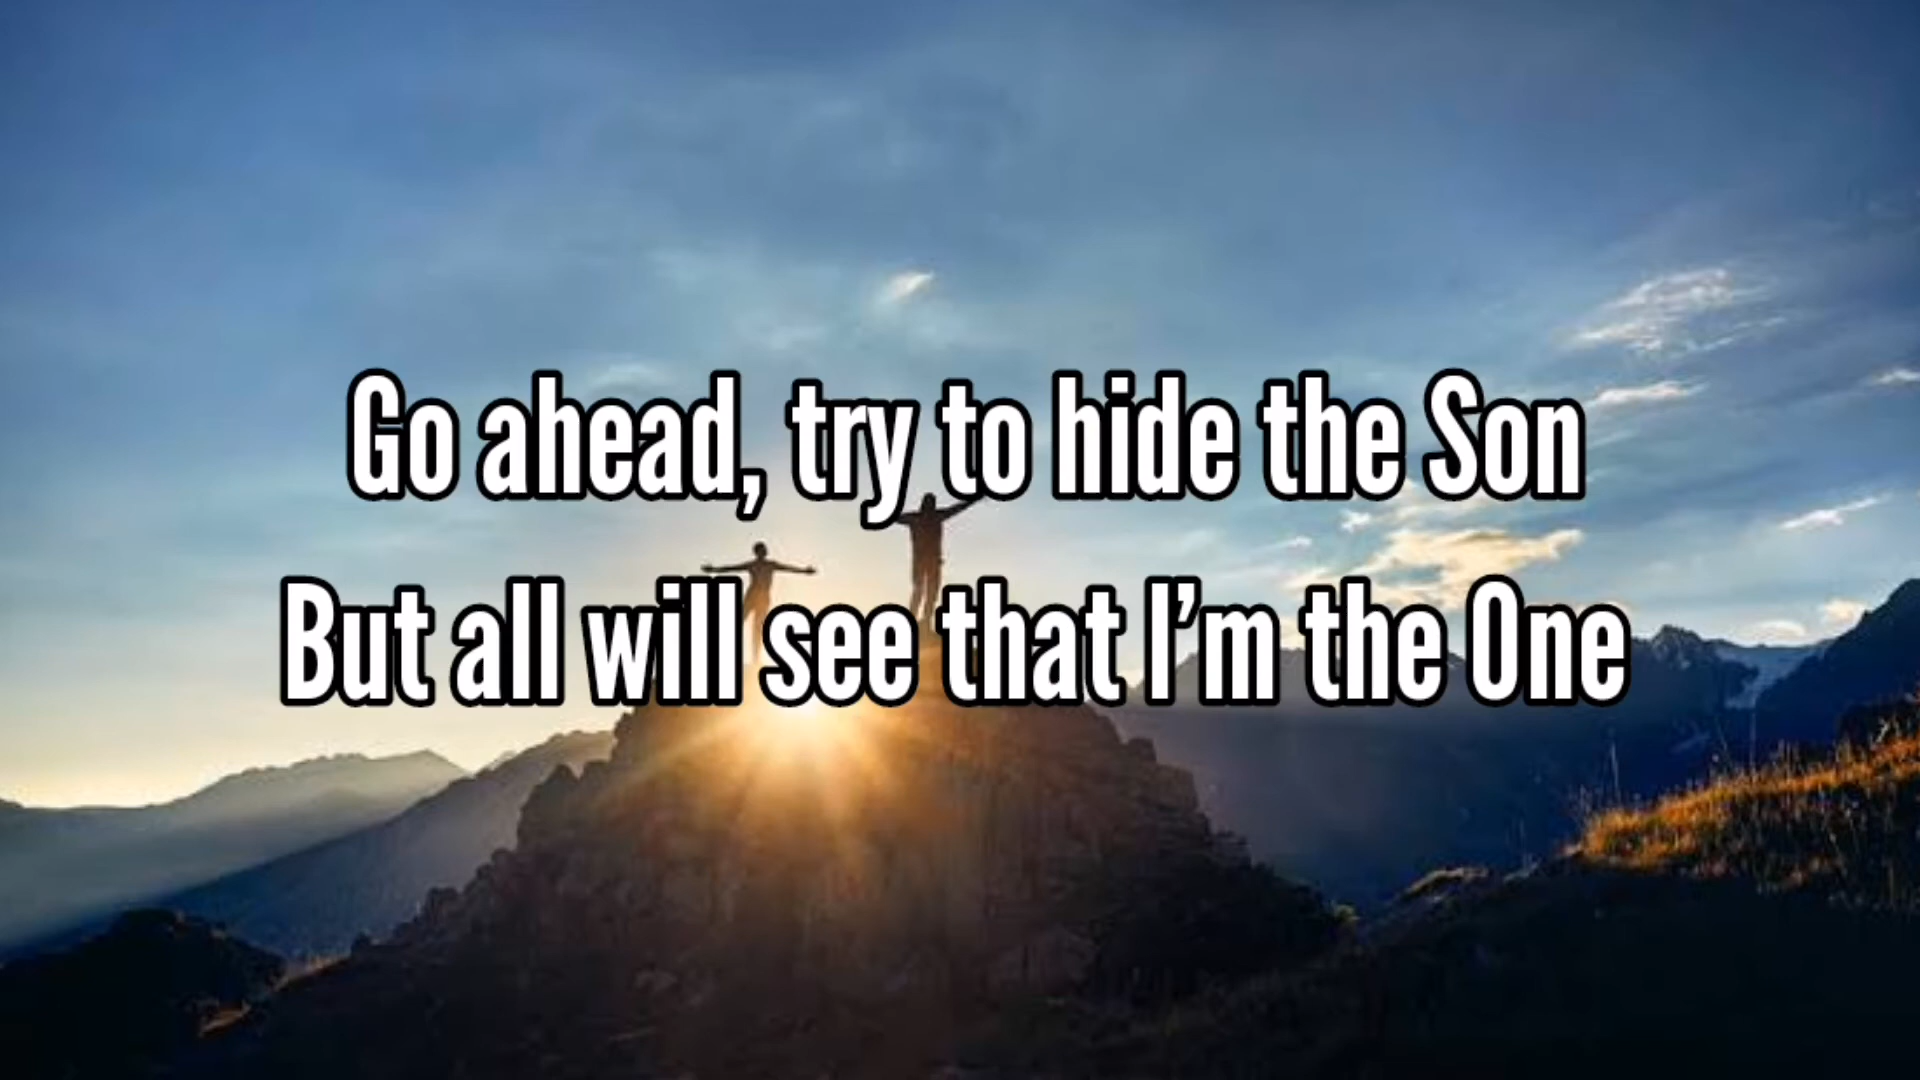 Go ahead, try to hide the Son
But all will see that I’m the One